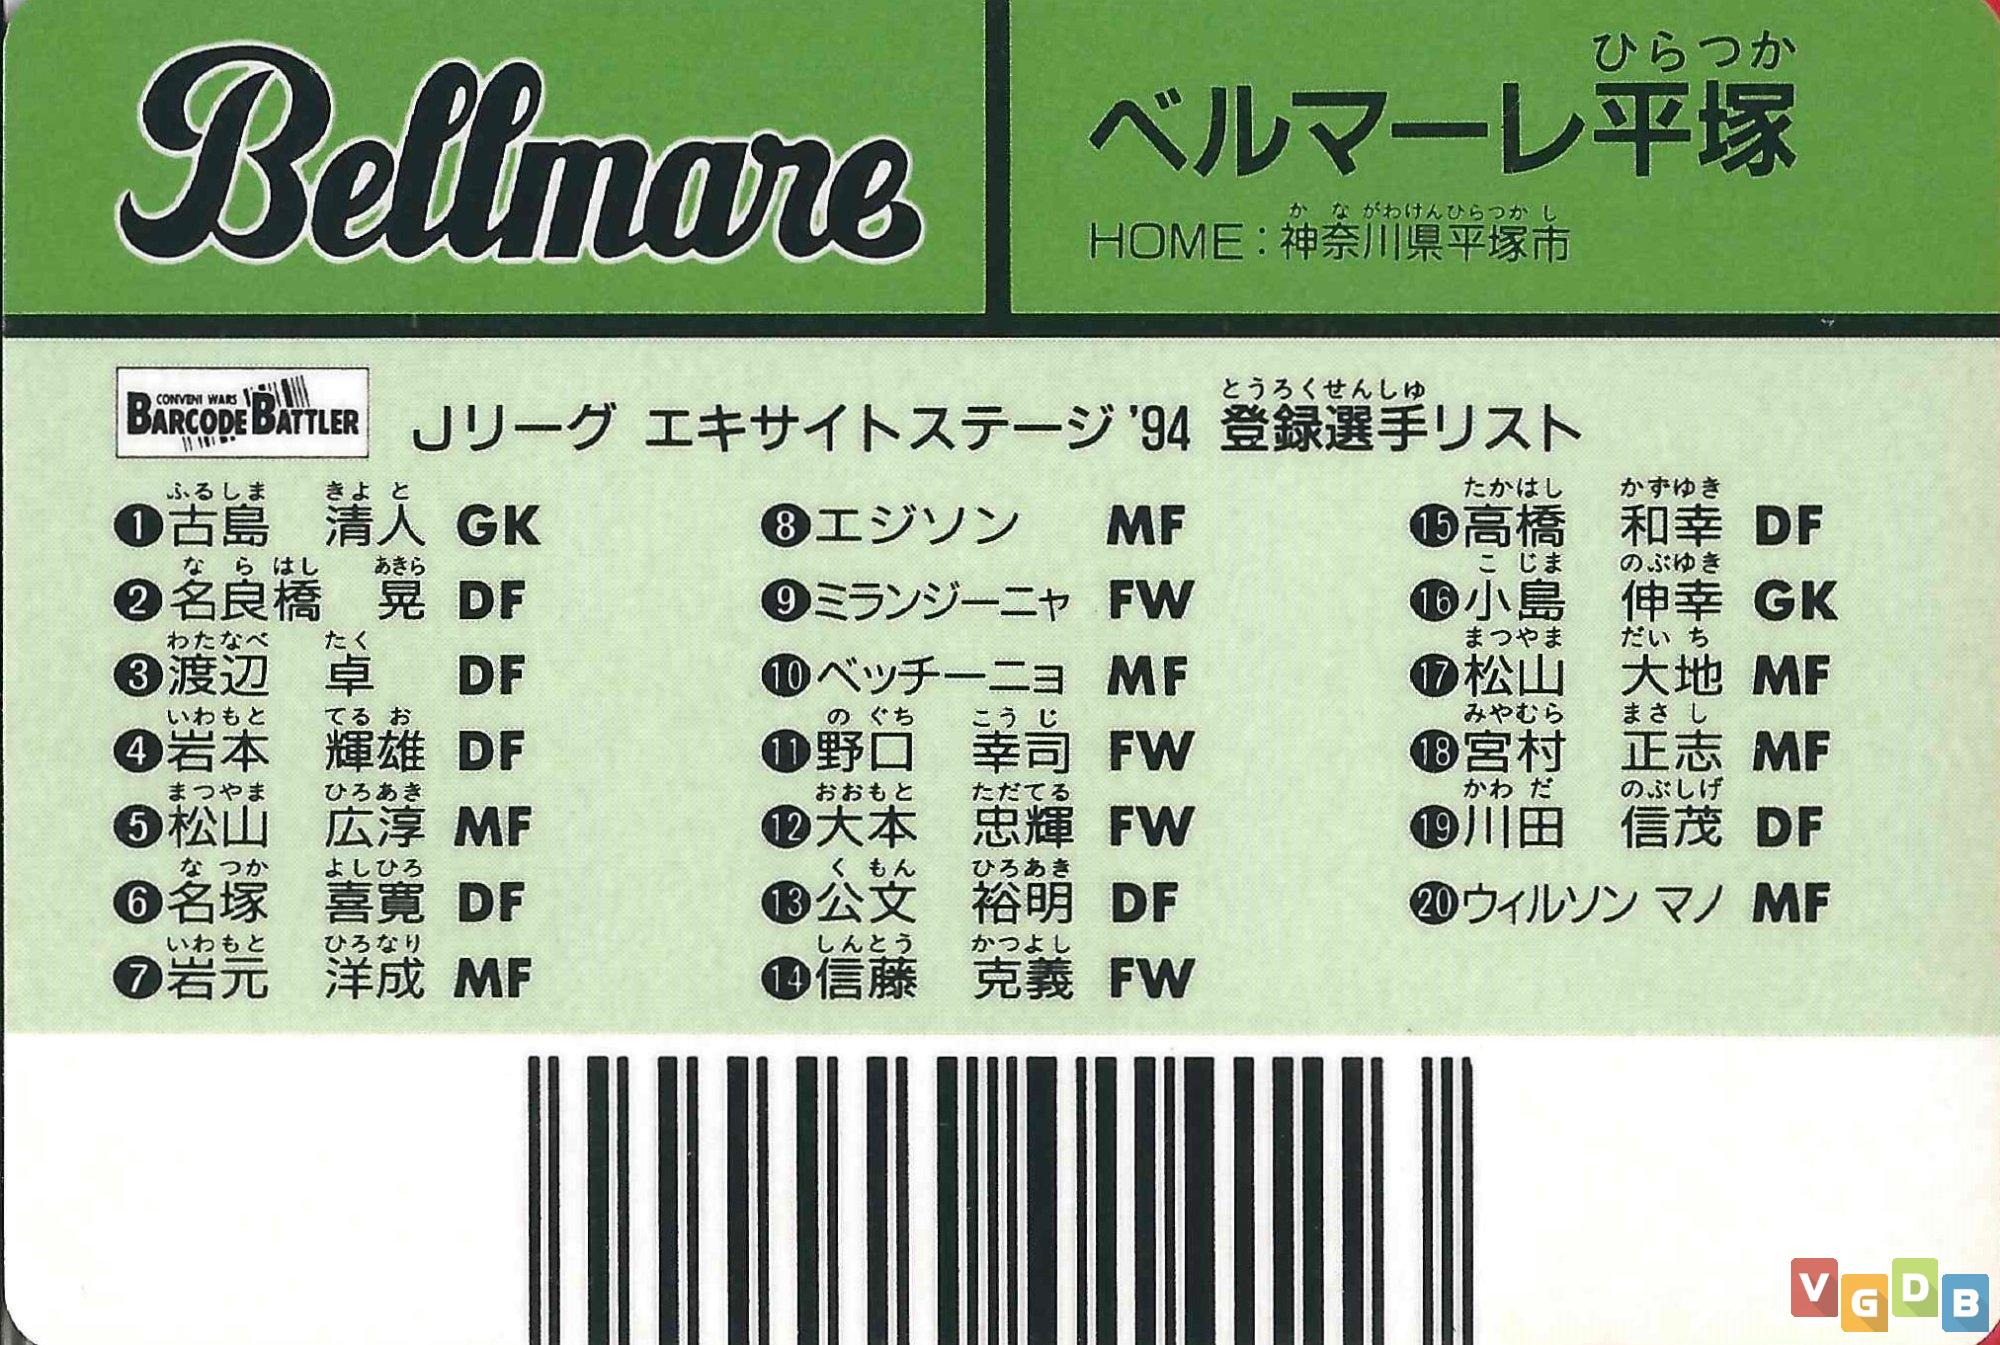 Bellmare
ひらつか
ベルマーレ平塚
かながわけんひらつかし
HOME：神奈川県平塚市
CONVENI WARS
BARCODE BATTLER
とうろくせんしゅ
Jリーグ エキサイトステージ'94 登録選手リスト
ふるしま きよと
❶古島 清人 GK
ならはし あきら
❷名良橋 晃 DF
わたなべ たく
❸渡辺 卓 DF
いわもと てるお
❹岩本 輝雄 DF
まつやま ひろあき
❺松山 広淳 MF
なつか よしひろ
❻名塚 喜寛 DF
いわもと ひろなり
❼岩元 洋成 MF
❽エジソン MF
❾ミランジーニャ FW
❿ベッチーニョ MF
のぐち こうじ
⓫野口 幸司 FW
おおもと ただてる
⓬大本 忠輝 FW
くもん ひろあき
⓭公文 裕明 DF
しんとう かつよし
⓮信藤 克義 FW
たかはし かずゆき
⓯高橋 和幸 DF
こじま のぶゆき
⓰小島 伸幸 GK
まつやま だいち
⓱松山 大地 MF
みやむら まさし
⓲宮村 正志 MF
かわだ のぶしげ
⓳川田 信茂 DF
⓴ウィルソン マノ MF
VGDB